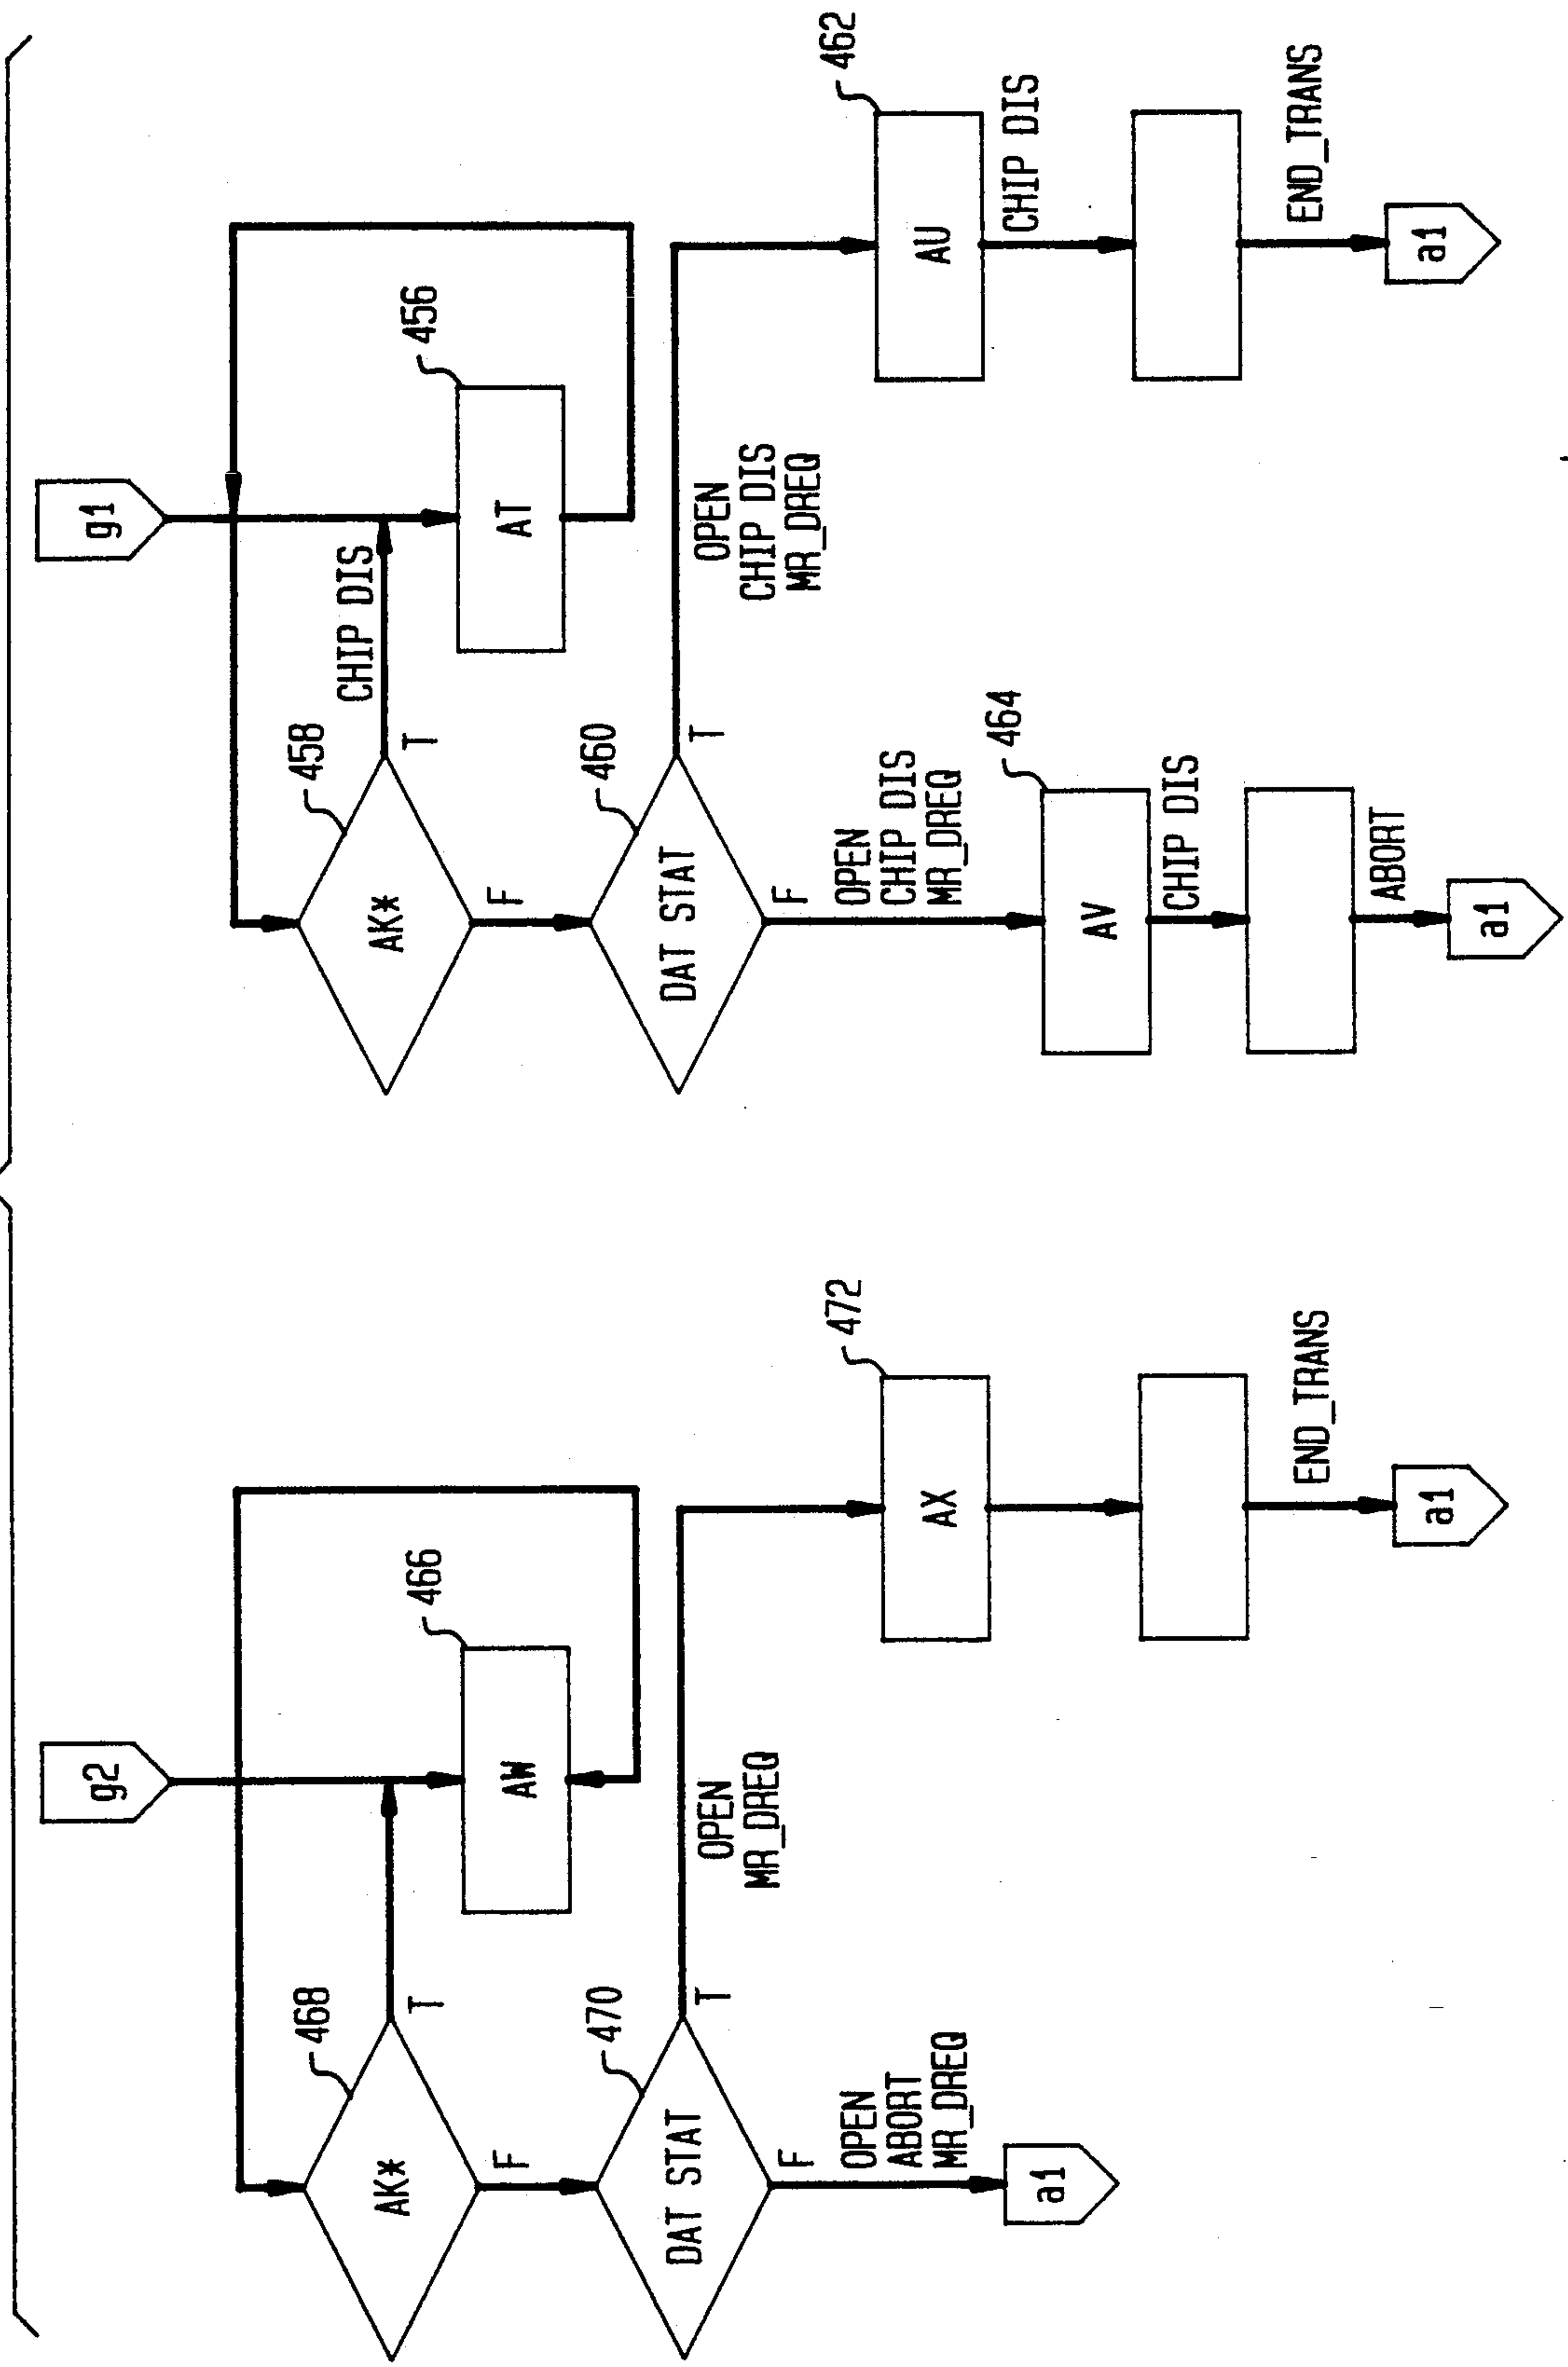 g2
466
AW
468
AK*
T
F
470
DAT STAT
T
OPEN
MR_DREQ
F
OPEN
ABORT
MR_DREQ
a1
472
AX
END_TRANS
a1
g1
456
AT
458
AK*
CHIP DIS
T
F
460
DAT STAT
T
OPEN
CHIP DIS
MR_DREQ
F
OPEN
CHIP DIS
MR_DREQ
464
AV
CHIP DIS
ABORT
a1
462
AU
CHIP DIS
END_TRANS
a1